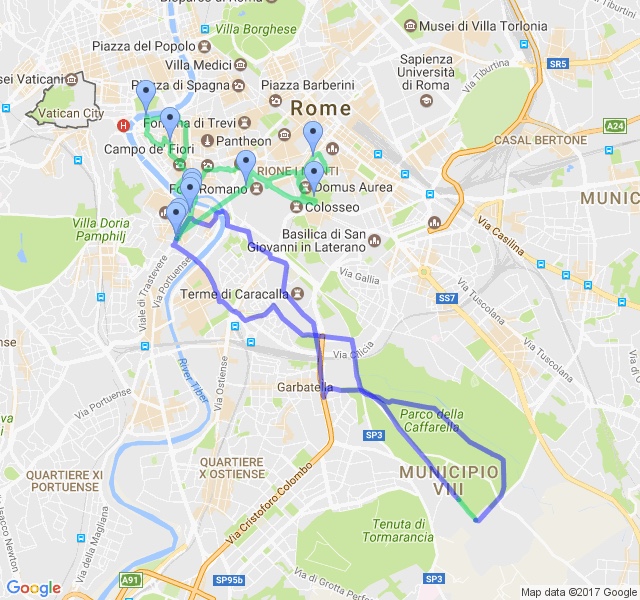 Bioparco di Roma
Villa Borghese
Museo di Villa Torlonia
Piazza del Popolo
Villa Medici
Sapienza
Università
di Roma
Via Tiburtina
SR5
Musei Vaticani
Piazza di Spagna
Piazza Barberini
Rome
Vatican City
H
Fontana di Trevi
Pantheon
A24
CASAL BERTONE
Campo de' Fiori
RIONE I MONTI
Foro Romano
Domus Aurea
Colosseo
MUNIC
Villa Doria
Pamphilj
Basilica di San
Giovanni in Laterano
Via Casilina
Viale di Trastevere
Via Portuense
Via Gallia
Terme di Caracalla
SS7
Via Tuscolana
Via Tuscolana
Via Cilicia
Via Ostiense
River Tiber
Via Portuense
Garbatella
Parco della
Caffarella
SP3
QUARTIERE XI
PORTUENSE
QUARTIERE
X OSTIENSE
MUNICIPIO
VIII
Via Cristoforo Colombo
Isacco Newton
Via della Magliana
Tenuta di
Tormarancia
A91
SP95b
Via di Grotta Perfetta
SP3
Google
Map data ©2017 Google